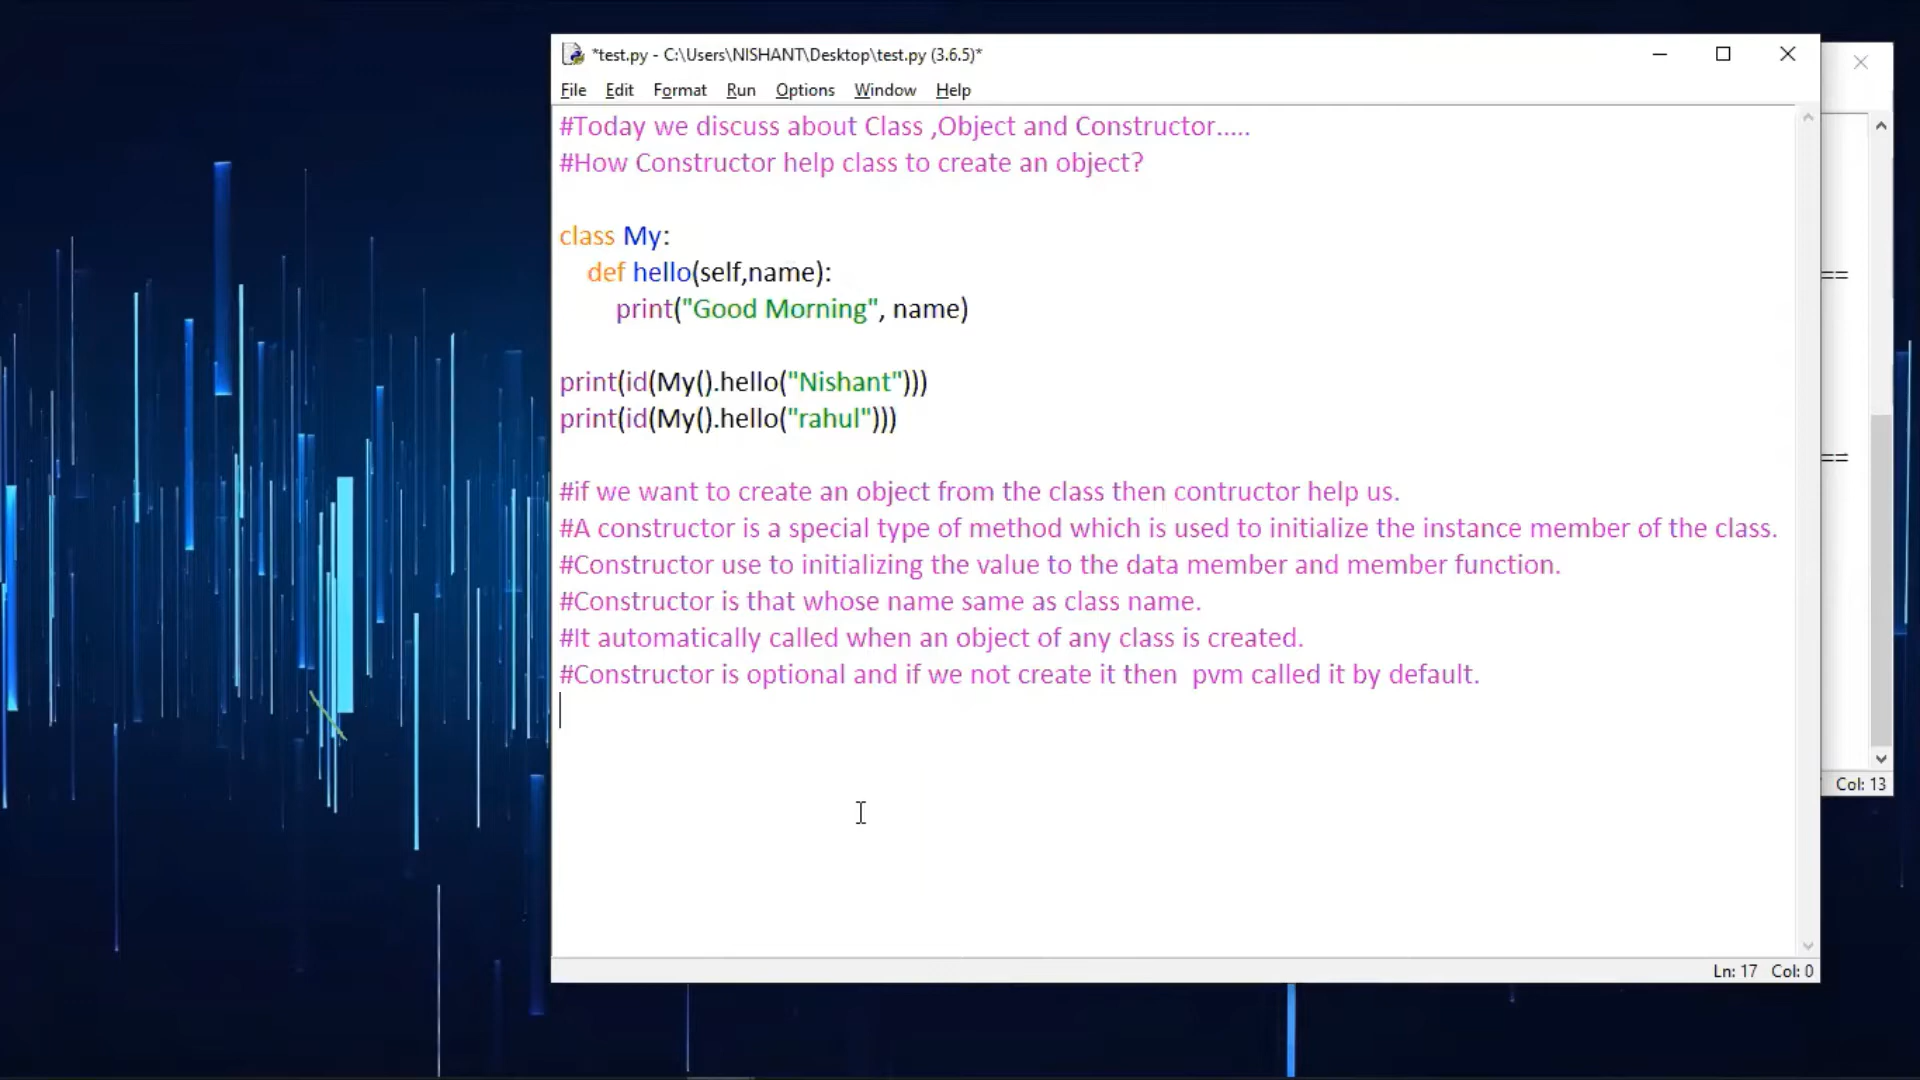 *test.py - C:\Users\NISHANT\Desktop\test.py (3.6.5)*
File Edit Format Run Options Window Help
#Today we discuss about Class ,Object and Constructor.....
#How Constructor help class to create an object?
class My:
def hello(self,name):
print("Good Morning", name)
print(id(My().hello("Nishant")))
print(id(My().hello("rahul")))
#if we want to create an object from the class then contructor help us.
#A constructor is a special type of method which is used to initialize the instance member of the class.
#Constructor use to initializing the value to the data member and member function.
#Constructor is that whose name same as class name.
#It automatically called when an object of any class is created.
#Constructor is optional and if we not create it then  pvm called it by default.
Ln: 17 Col: 0
==
==
Col: 13